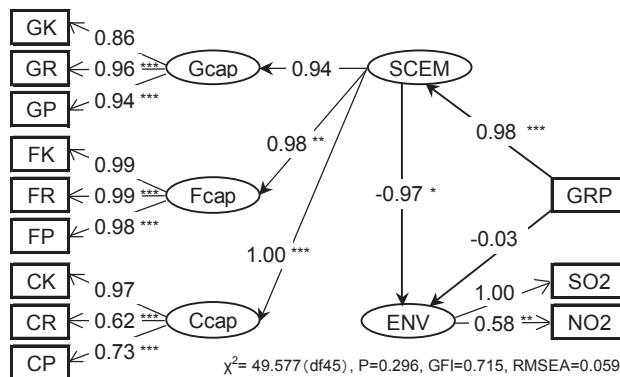 GK
0.86
GR
0.96 ***
Gcap
0.94
SCEM
GP
0.94 ***
0.98 ***
0.98 **
FK
0.99
FR
0.99 ***
Fcap
-0.97 *
GRP
FP
0.98 ***
-0.03
1.00 ***
CK
0.97
SO2
1.00
CR
0.62 ***
Ccap
ENV
0.58 **
NO2
CP
0.73 ***
χ²= 49.577(df45), P=0.296, GFI=0.715, RMSEA=0.059